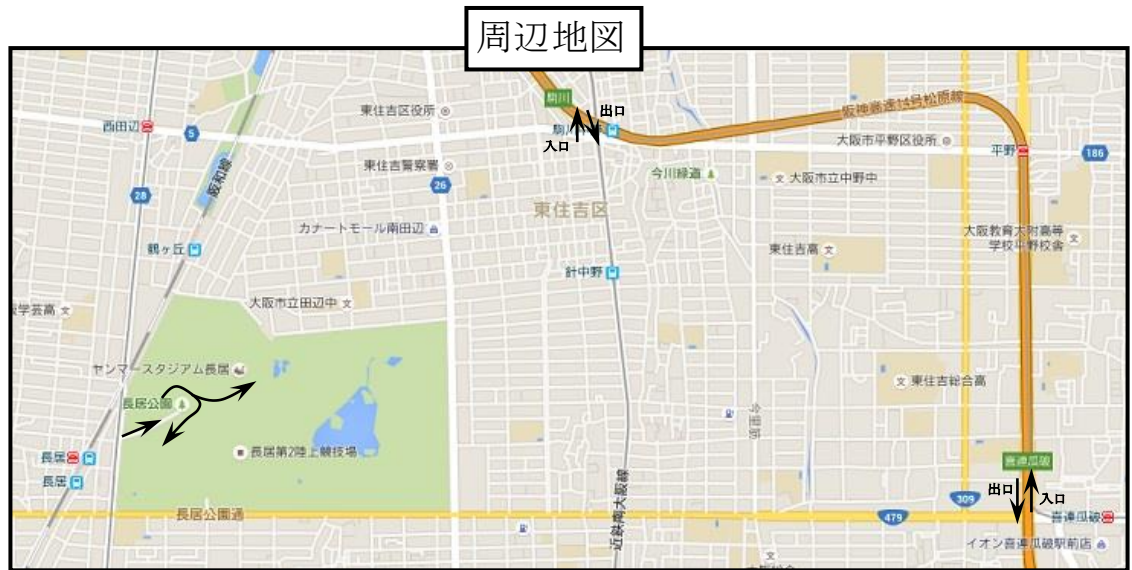 周辺地図
駒川
出口
阪神高速14号松原線
東住吉区役所
西田辺
5
入口
大阪市平野区役所
平野
186
東住吉警察署
阪和線
今川緑道
大阪市立中野中
26
28
東住吉区
カナートモール南田辺
大阪教育大附高等
学校平野校舎
鶴ヶ丘
東住吉高
針中野
大阪市立田辺中
ヤンマースタジアム長居
東住吉総合高
長居公園
長居第2陸上競技場
長居
長居
喜連瓜破
近鉄南大阪線
309
出口
入口
長居公園通
479
喜連瓜破
イオン喜連瓜破駅前店